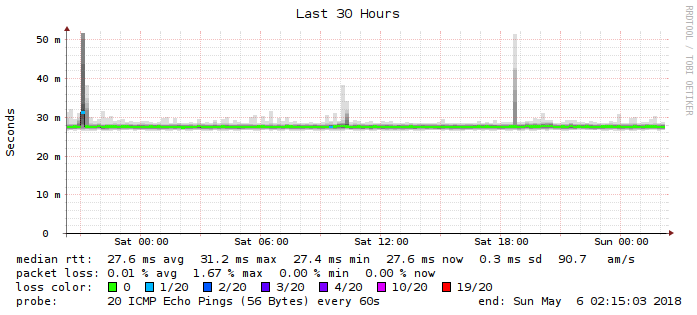 Last 30 Hours
RRDTOOL / TOBI OETIKER
Seconds
50 m
40 m
30 m
20 m
10 m
0
Sat 00:00 Sat 06:00 Sat 12:00 Sat 18:00 Sun 00:00
median rtt: 27.6 ms avg 31.2 ms max 27.4 ms min 27.6 ms now 0.3 ms sd 90.7 am/s
packet loss: 0.01 % avg 1.67 % max 0.00 % min 0.00 % now
loss color: 0 1/20 2/20 3/20 4/20 10/20 19/20
probe: 20 ICMP Echo Pings (56 Bytes) every 60s end: Sun May 6 02:15:03 2018